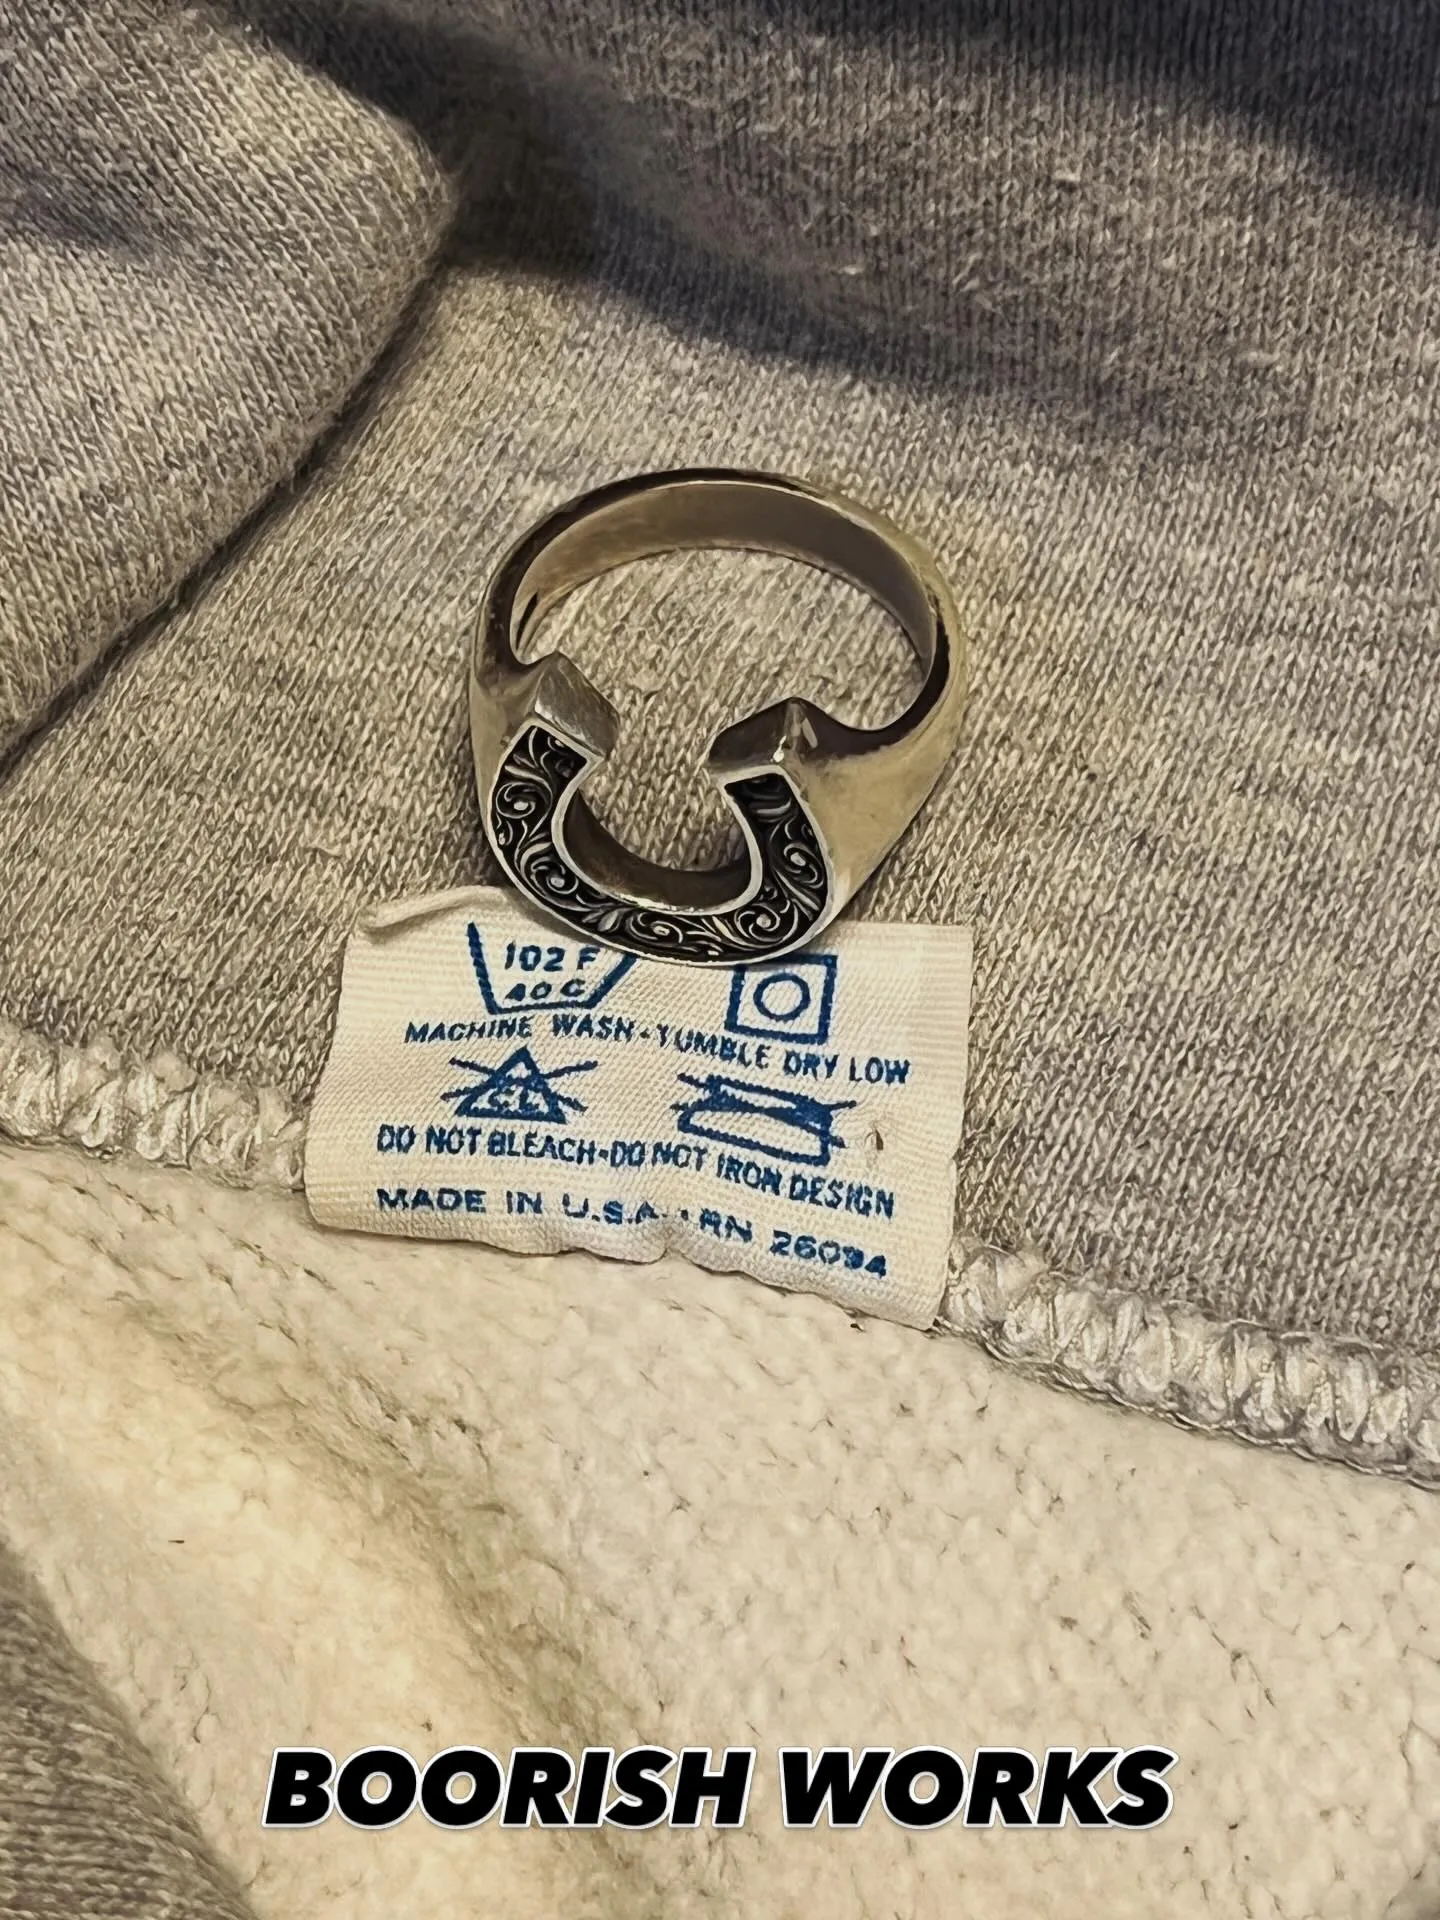 102 F
40 C
MACHINE WASH-TUMBLE DRY LOW
CL
DO NOT BLEACH-DO NOT IRON DESIGN
MADE IN U.S.A. · RN 26094
BOORISH WORKS